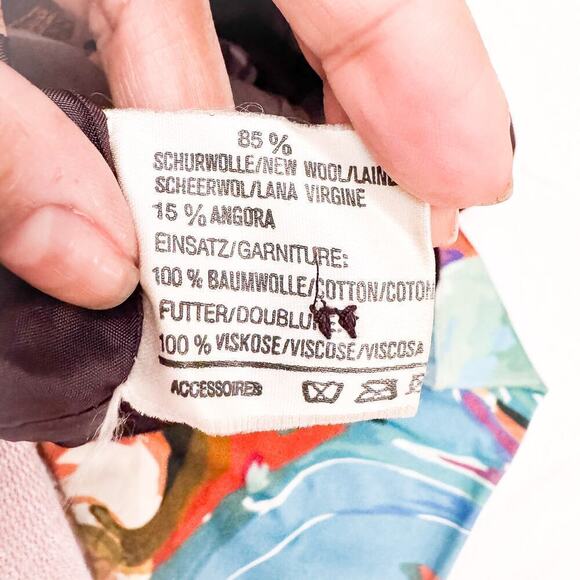 85 %
SCHURWOLLE/NEW WOOL/LAINE
SCHEERWOL/LANA VIRGINE
15 % ANGORA
EINSATZ/GARNITURE:
100 % BAUMWOLLE/COTTON/COTON
FUTTER/DOUBLURE:
100 % VISKOSE/VISCOSE/VISCOSA
ACCESSOIRES